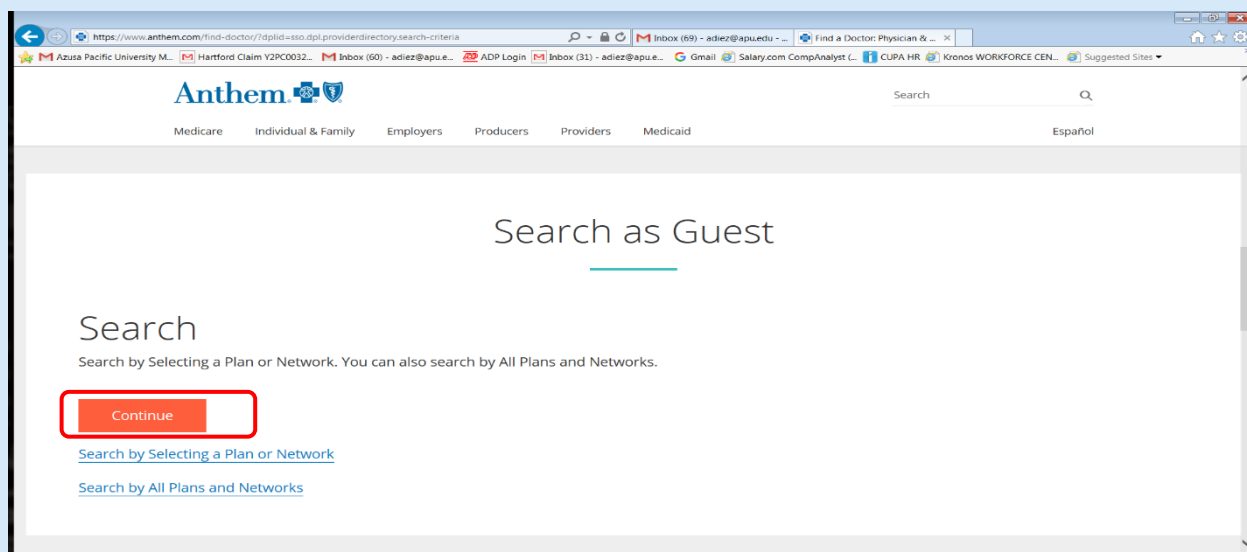 https://www.anthem.com/find-doctor/?dplid=sso.dpl.providerdirectory.search-criteria
Inbox (69) - adiez@apu.edu - ...
Find a Doctor: Physician & ...
Azusa Pacific University M...
Hartford Claim Y2PC0032...
Inbox (60) - adiez@apu.e...
ADP Login
Inbox (31) - adiez@apu.e...
Gmail
Salary.com CompAnalyst (...
CUPA HR
Kronos WORKFORCE CEN...
Suggested Sites
Anthem.
Search
Medicare Individual & Family Employers Producers Providers Medicaid Español
Search as Guest
Search
Search by Selecting a Plan or Network. You can also search by All Plans and Networks.
Continue
Search by Selecting a Plan or Network
Search by All Plans and Networks